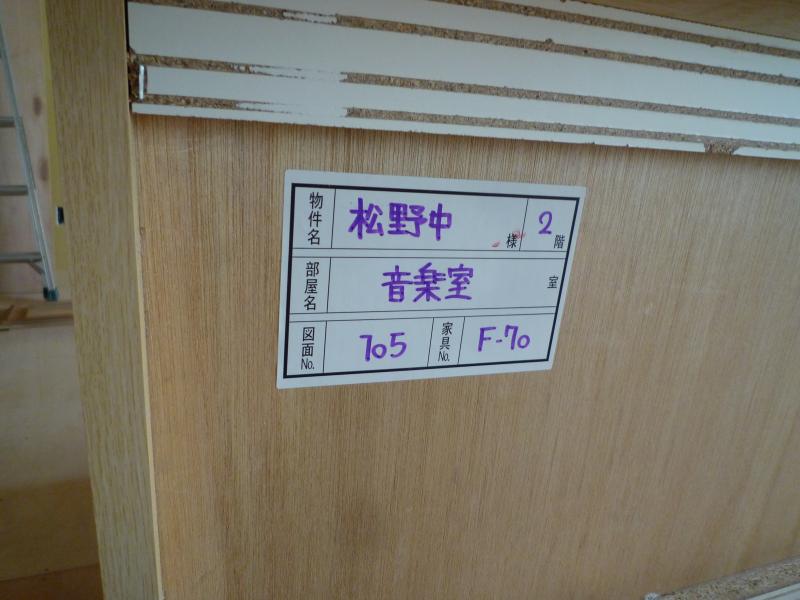 物件名 松野中 様 2階
部屋名 音楽室 室
図面No. 705 家具No. F-70